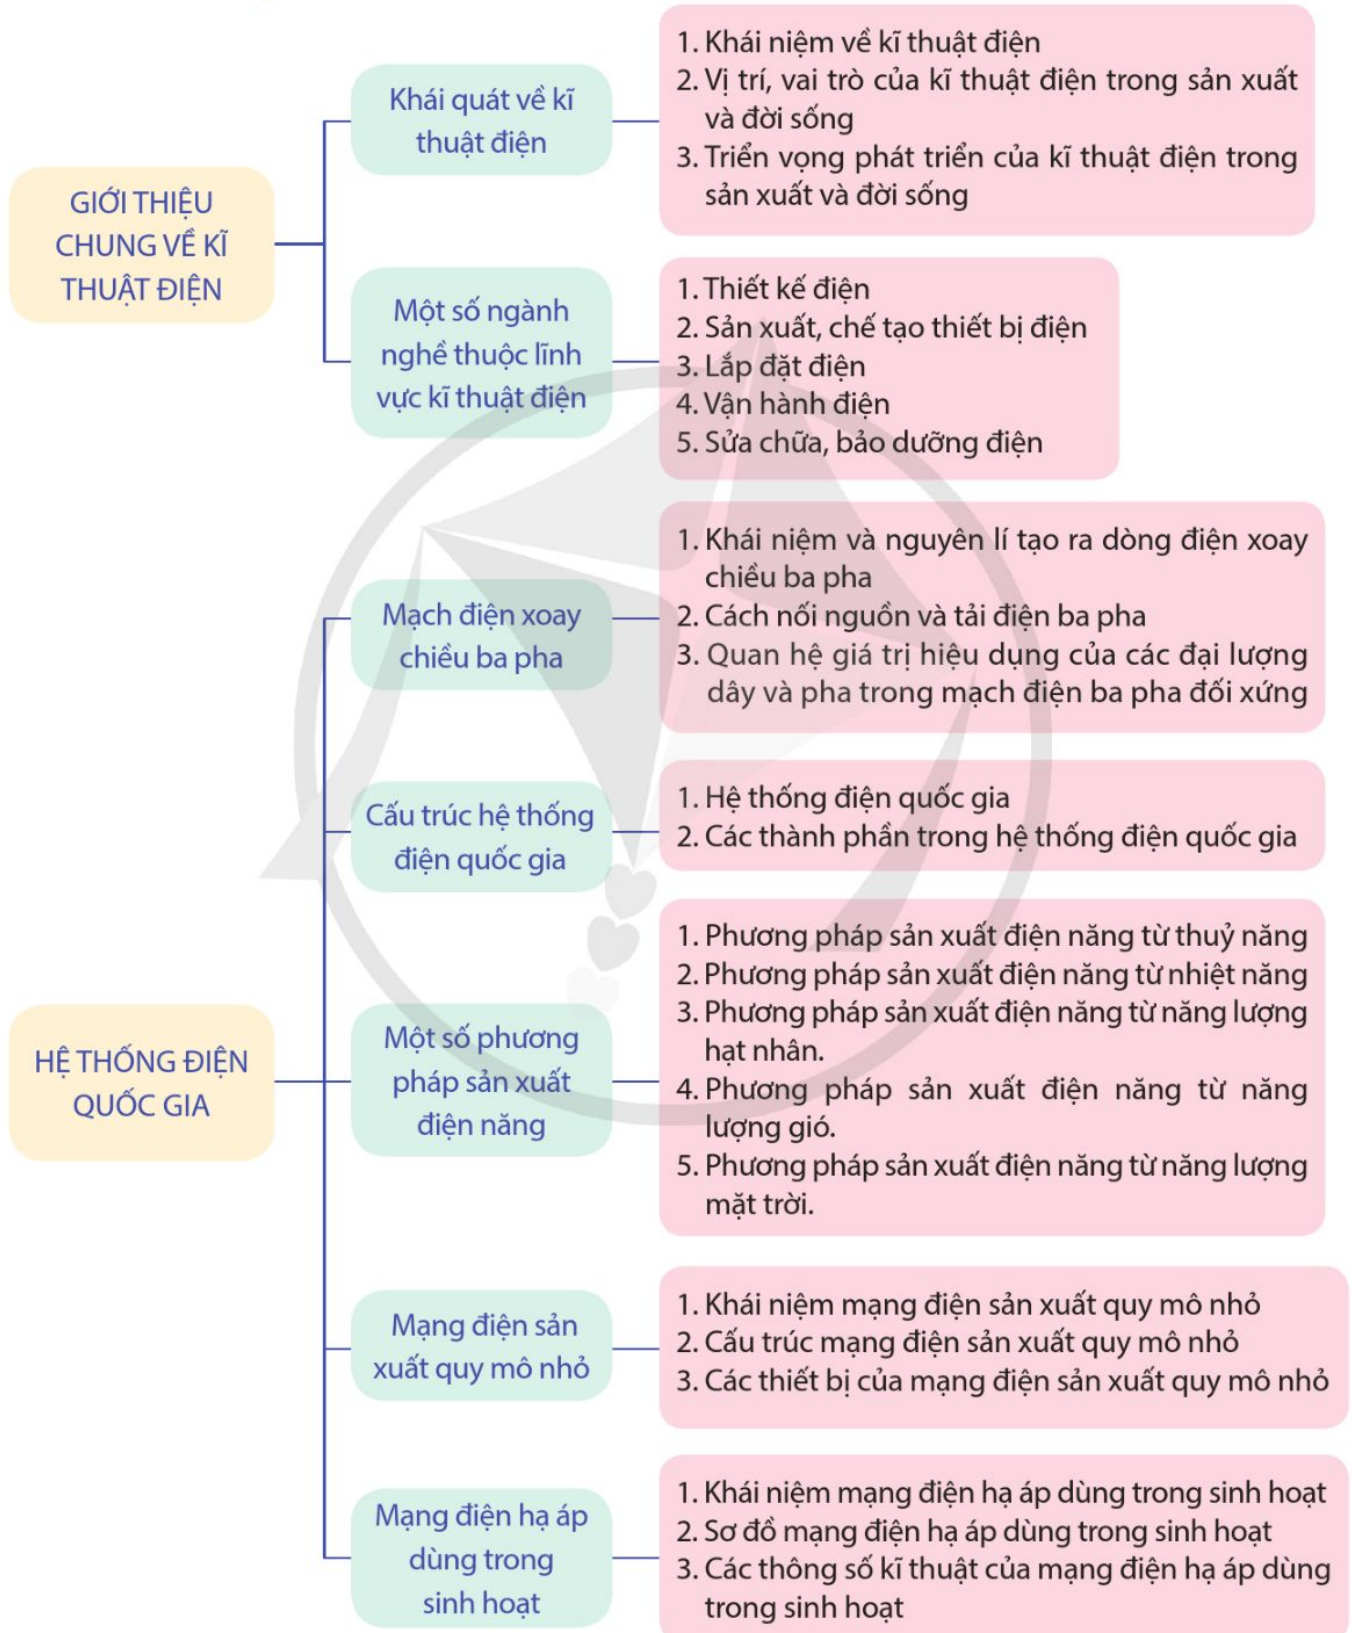 GIỚI THIỆU
CHUNG VỀ KĨ
THUẬT ĐIỆN
Khái quát về kĩ
thuật điện
1. Khái niệm về kĩ thuật điện
2. Vị trí, vai trò của kĩ thuật điện trong sản xuất
và đời sống
3. Triển vọng phát triển của kĩ thuật điện trong
sản xuất và đời sống
Một số ngành
nghề thuộc lĩnh
vực kĩ thuật điện
1. Thiết kế điện
2. Sản xuất, chế tạo thiết bị điện
3. Lắp đặt điện
4. Vận hành điện
5. Sửa chữa, bảo dưỡng điện
HỆ THỐNG ĐIỆN
QUỐC GIA
Mạch điện xoay
chiều ba pha
1. Khái niệm và nguyên lí tạo ra dòng điện xoay
chiều ba pha
2. Cách nối nguồn và tải điện ba pha
3. Quan hệ giá trị hiệu dụng của các đại lượng
dây và pha trong mạch điện ba pha đối xứng
Cấu trúc hệ thống
điện quốc gia
1. Hệ thống điện quốc gia
2. Các thành phần trong hệ thống điện quốc gia
Một số phương
pháp sản xuất
điện năng
1. Phương pháp sản xuất điện năng từ thuỷ năng
2. Phương pháp sản xuất điện năng từ nhiệt năng
3. Phương pháp sản xuất điện năng từ năng lượng
hạt nhân.
4. Phương pháp sản xuất điện năng từ năng
lượng gió.
5. Phương pháp sản xuất điện năng từ năng lượng
mặt trời.
Mạng điện sản
xuất quy mô nhỏ
1. Khái niệm mạng điện sản xuất quy mô nhỏ
2. Cấu trúc mạng điện sản xuất quy mô nhỏ
3. Các thiết bị của mạng điện sản xuất quy mô nhỏ
Mạng điện hạ áp
dùng trong
sinh hoạt
1. Khái niệm mạng điện hạ áp dùng trong sinh hoạt
2. Sơ đồ mạng điện hạ áp dùng trong sinh hoạt
3. Các thông số kĩ thuật của mạng điện hạ áp dùng
trong sinh hoạt